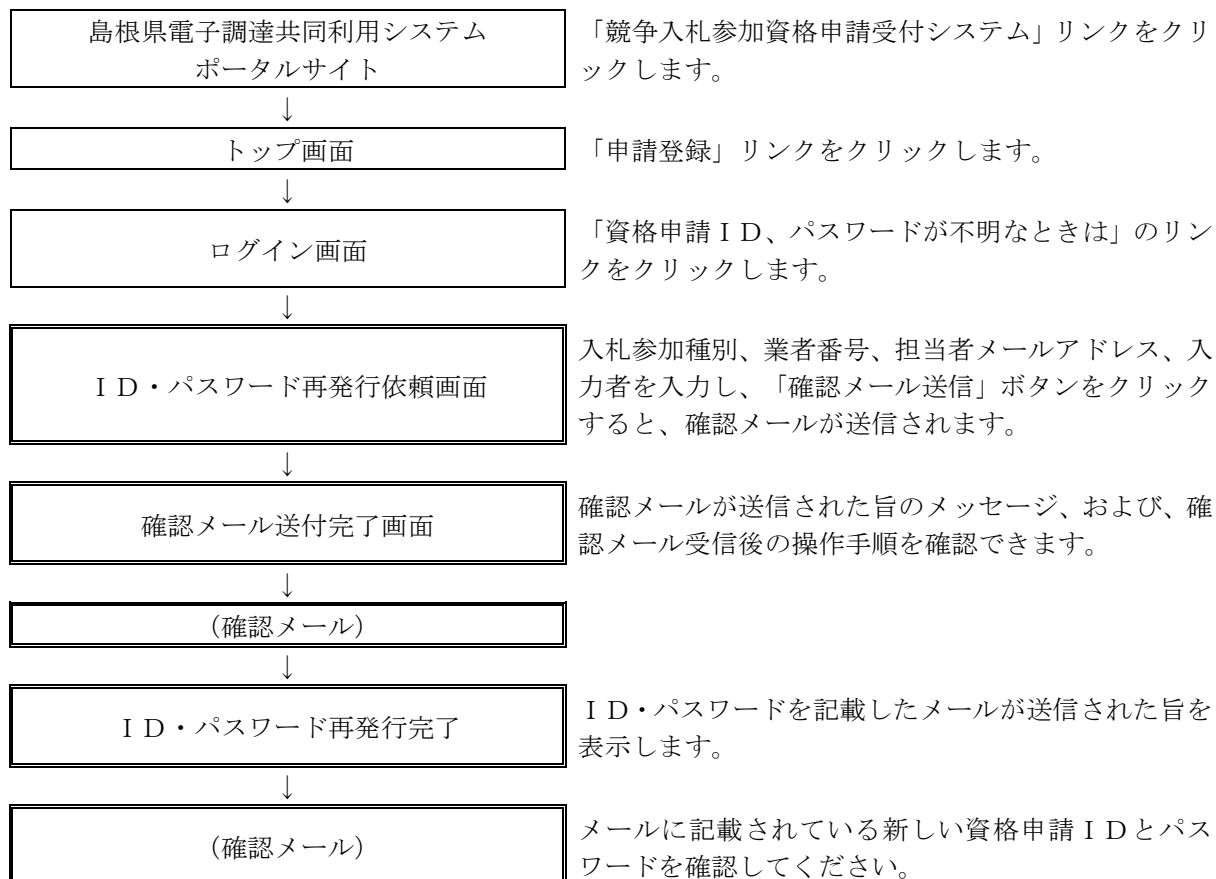 島根県電子調達共同利用システム
ポータルサイト
「競争入札参加資格申請受付システム」リンクをクリ
ックします。
↓
トップ画面
「申請登録」リンクをクリックします。
↓
ログイン画面
「資格申請ＩＤ、パスワードが不明なときは」のリン
クをクリックします。
↓
ＩＤ・パスワード再発行依頼画面
入札参加種別、業者番号、担当者メールアドレス、入
力者を入力し、「確認メール送信」ボタンをクリック
すると、確認メールが送信されます。
↓
確認メール送付完了画面
確認メールが送信された旨のメッセージ、および、確
認メール受信後の操作手順を確認できます。
↓
（確認メール）
↓
ＩＤ・パスワード再発行完了
ＩＤ・パスワードを記載したメールが送信された旨を
表示します。
↓
（確認メール）
メールに記載されている新しい資格申請ＩＤとパス
ワードを確認してください。